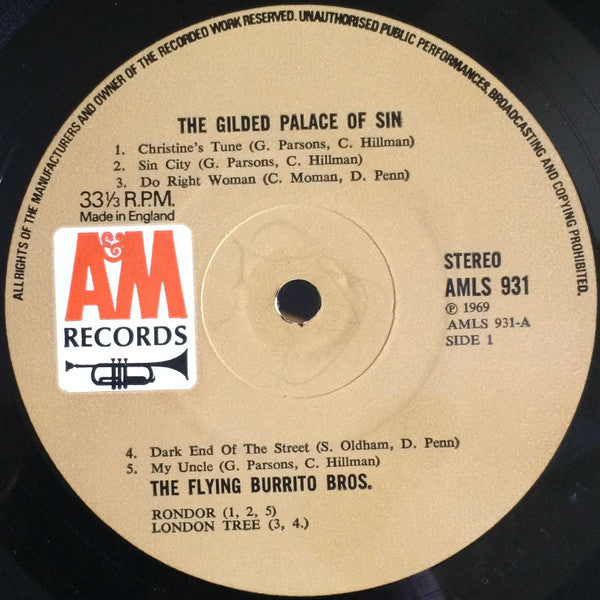 ALL RIGHTS OF THE MANUFACTURERS AND OWNER OF THE RECORDED WORK RESERVED. UNAUTHORISED PUBLIC PERFORMANCES, BROADCASTING AND COPYING PROHIBITED.
THE GILDED PALACE OF SIN
1. Christine's Tune (G. Parsons, C. Hillman)
2. Sin City (G. Parsons, C. Hillman)
3. Do Right Woman (C. Moman, D. Penn)
33⅓ R.P.M.
Made in England
A&M
RECORDS
STEREO
AMLS 931
℗ 1969
AMLS 931-A
SIDE 1
4. Dark End Of The Street (S. Oldham, D. Penn)
5. My Uncle (G. Parsons, C. Hillman)
THE FLYING BURRITO BROS.
RONDOR (1, 2, 5)
LONDON TREE (3, 4.)